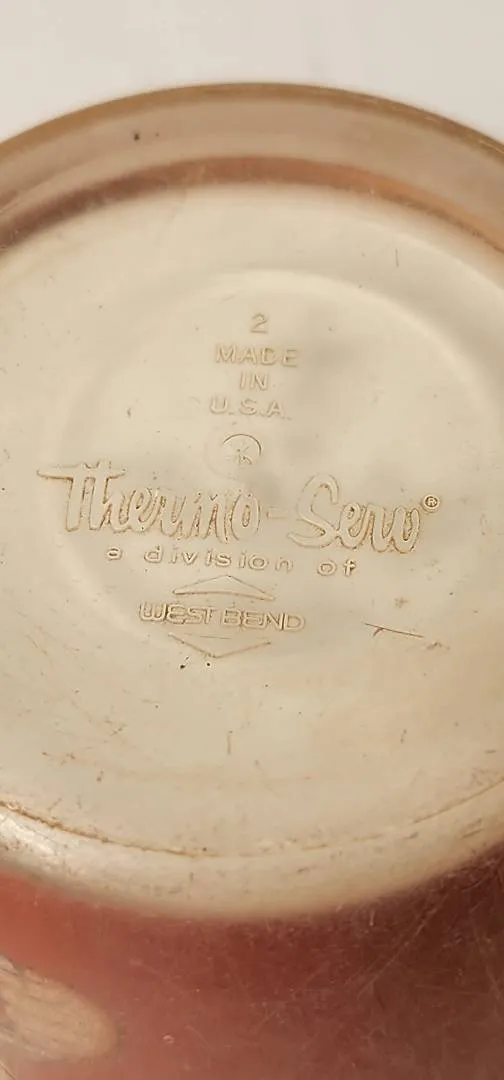 2
MADE
IN
U.S.A.
K
Thermo-Serv®
a division of
WEST BEND